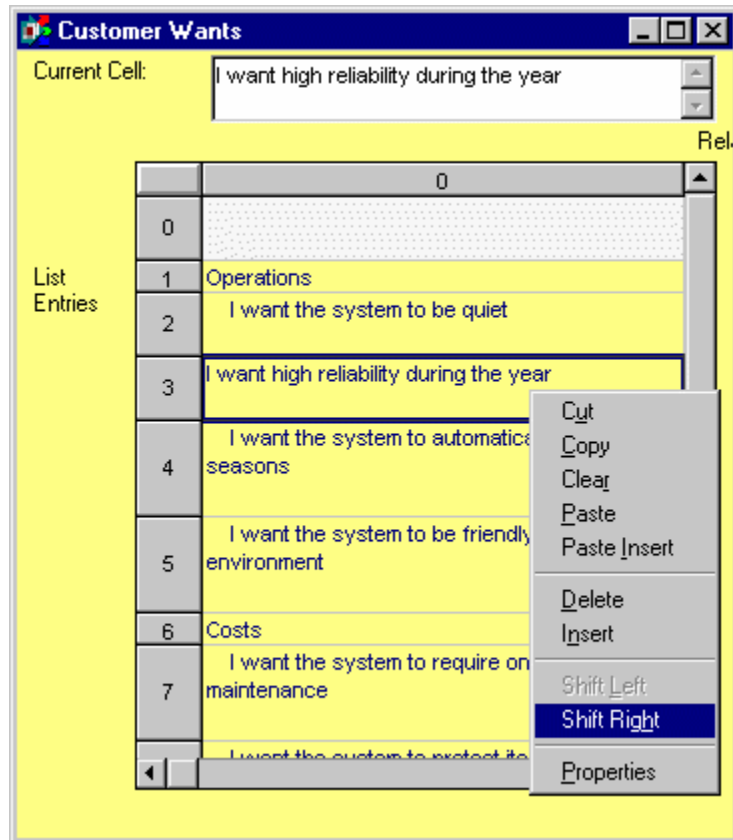 Customer Wants
Current Cell:
I want high reliability during the year
0
0
List
Entries
1
Operations
2
I want the system to be quiet
3
I want high reliability during the year
4
I want the system to
seasons
5
I want the system to be friendly
environment
6
Costs
7
I want the system to require
maintenance
Cut
Copy
Clear
Paste
Paste Insert
Delete
Insert
Shift Left
Shift Right
Properties